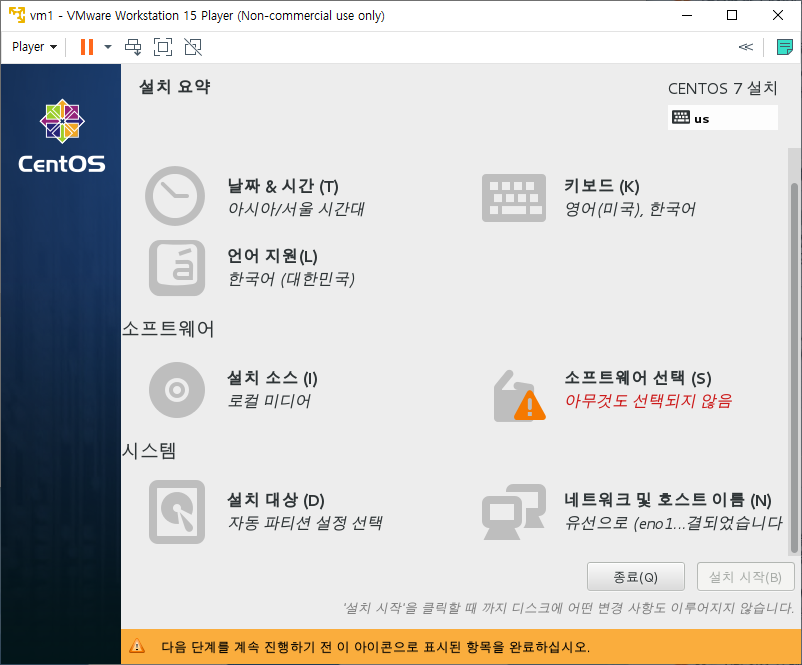 vm1 - VMware Workstation 15 Player (Non-commercial use only)
Player
설치 요약
CENTOS 7 설치
us
CentOS
날짜 & 시간 (T)
아시아/서울 시간대
키보드 (K)
영어(미국), 한국어
언어 지원(L)
한국어 (대한민국)
소프트웨어
설치 소스 (I)
로컬 미디어
소프트웨어 선택 (S)
아무것도 선택되지 않음
시스템
설치 대상 (D)
자동 파티션 설정 선택
네트워크 및 호스트 이름 (N)
유선으로 (eno1...결되었습니다
종료(Q)
설치 시작(B)
'설치 시작'을 클릭할 때 까지 디스크에 어떤 변경 사항도 이루어지지 않습니다.
다음 단계를 계속 진행하기 전 이 아이콘으로 표시된 항목을 완료하십시오.